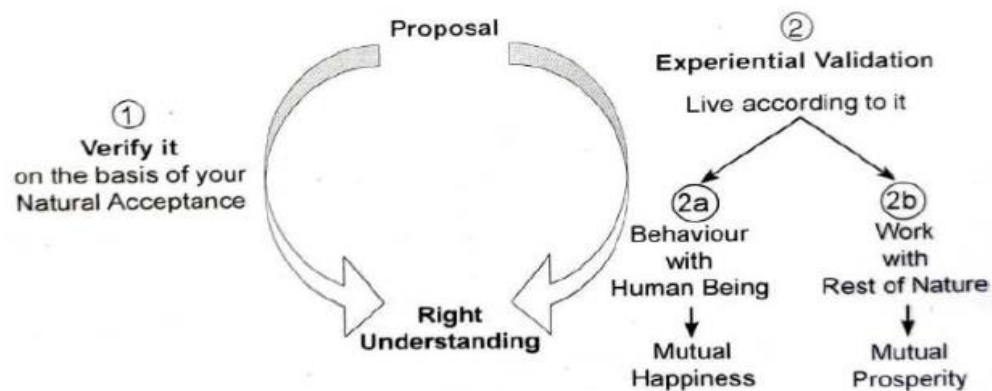 Proposal
①
Verify it
on the basis of your
Natural Acceptance
Right
Understanding
②
Experiential Validation
Live according to it
2a
Behaviour
with
Human Being
Mutual
Happiness
2b
Work
with
Rest of Nature
Mutual
Prosperity